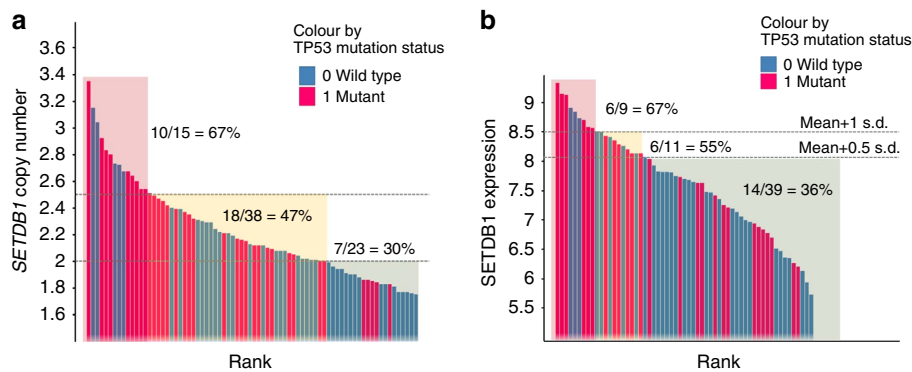 a
Colour by
TP53 mutation status
0 Wild type
1 Mutant
SETDB1 copy number
3.6
3.4
3.2
3
2.8
2.6
2.4
2.2
2
1.8
1.6
10/15 = 67%
18/38 = 47%
7/23 = 30%
Rank
b
Colour by
TP53 mutation status
0 Wild type
1 Mutant
SETDB1 expression
9
8.5
8
7.5
7
6.5
6
5.5
6/9 = 67%
Mean+1 s.d.
6/11 = 55%
Mean+0.5 s.d.
14/39 = 36%
Rank